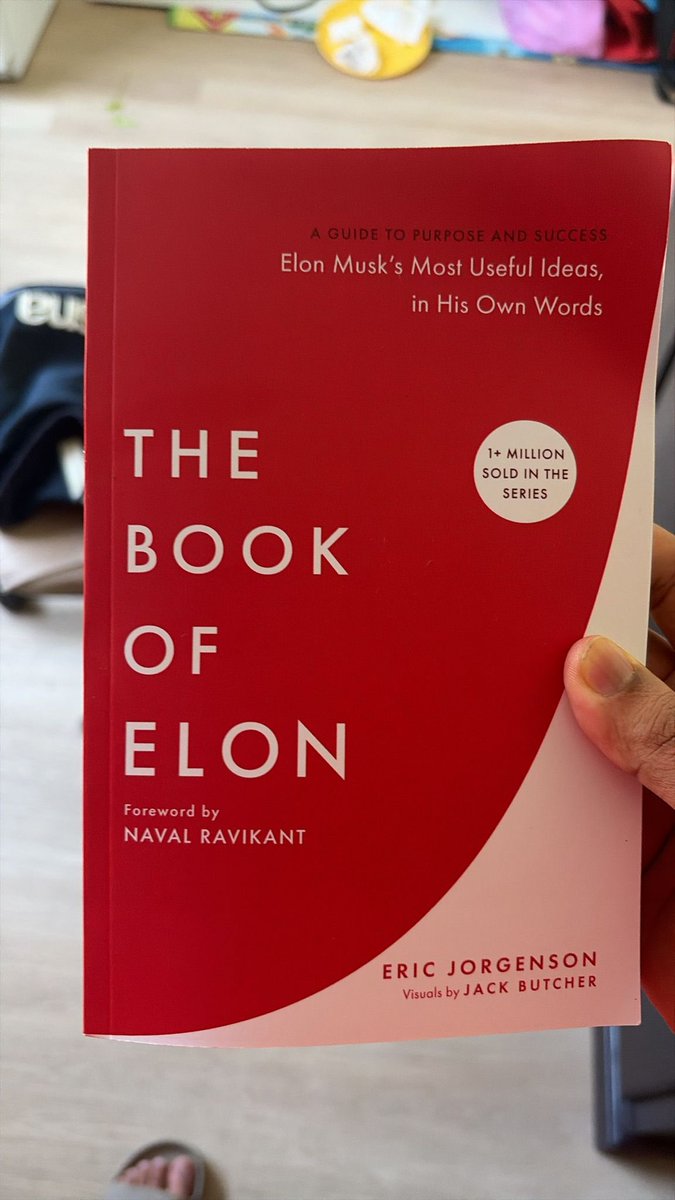 A GUIDE TO PURPOSE AND SUCCESS
Elon Musk's Most Useful Ideas,
in His Own Words
THE
BOOK
OF
ELON
1+ MILLION
SOLD IN THE
SERIES
Foreword by
NAVAL RAVIKANT
ERIC JORGENSON
Visuals by JACK BUTCHER